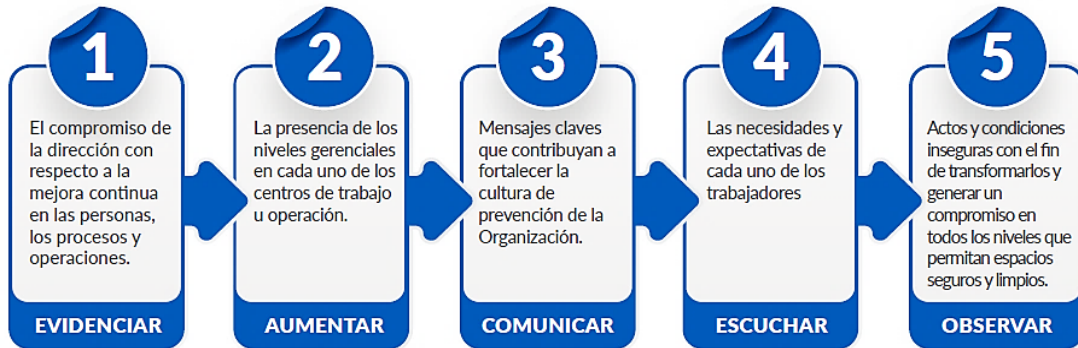 1
El compromiso de
la dirección con
respecto a la
mejora continua
en las personas,
los procesos y
operaciones.
EVIDENCIAR
2
La presencia de los
niveles gerenciales
en cada uno de los
centros de trabajo
u operación.
AUMENTAR
3
Mensajes claves
que contribuyan a
fortalecer la
cultura de
prevención de la
Organización.
COMUNICAR
4
Las necesidades y
expectativas de
cada uno de los
trabajadores
ESCUCHAR
5
Actos y condiciones
inseguras con el fin
de transformarlos y
generar un
compromiso en
todos los niveles que
permitan espacios
seguros y limpios.
OBSERVAR